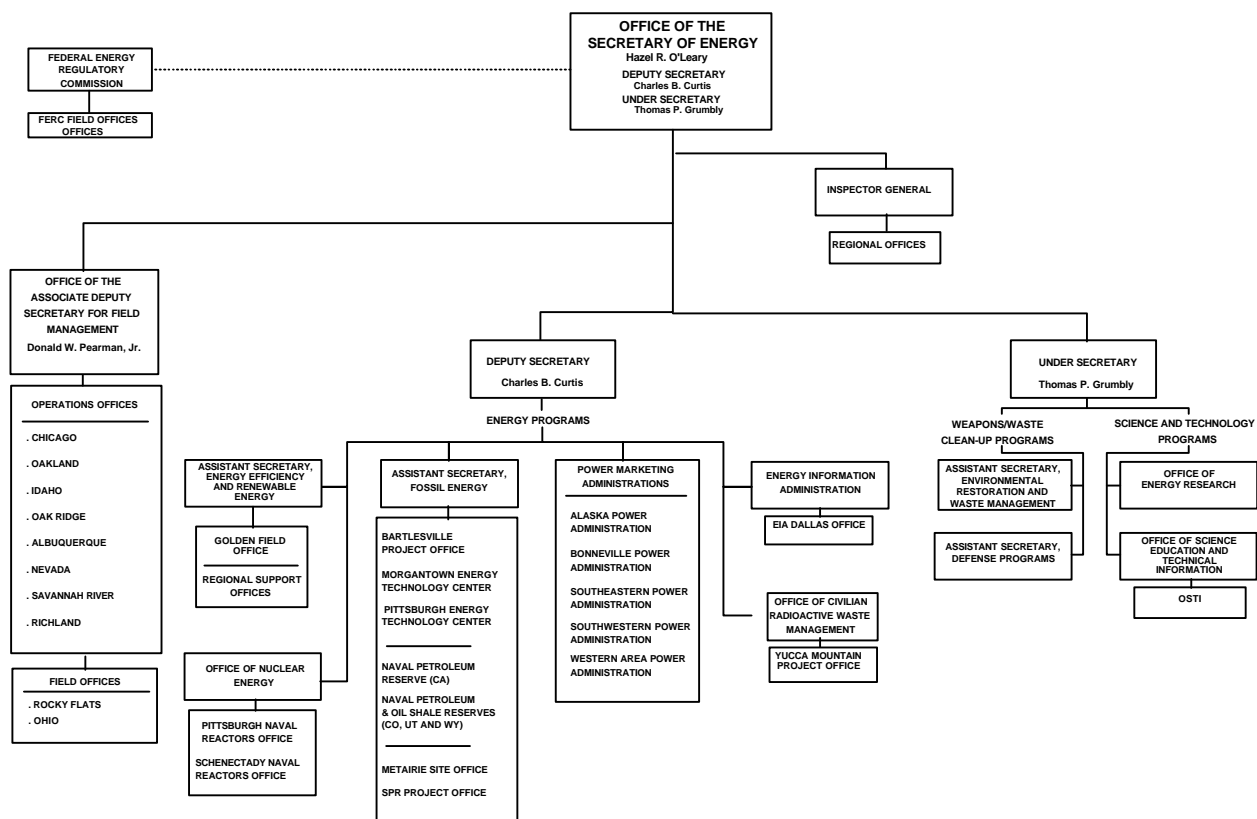 OFFICE OF THE
SECRETARY OF ENERGY
Hazel R. O'Leary
DEPUTY SECRETARY
Charles B. Curtis
UNDER SECRETARY
Thomas P. Grumbly
FEDERAL ENERGY
REGULATORY
COMMISSION
FERC FIELD OFFICES
OFFICES
INSPECTOR GENERAL
REGIONAL OFFICES
OFFICE OF THE
ASSOCIATE DEPUTY
SECRETARY FOR FIELD
MANAGEMENT
Donald W. Pearman, Jr.
OPERATIONS OFFICES
. CHICAGO
. OAKLAND
. IDAHO
. OAK RIDGE
. ALBUQUERQUE
. NEVADA
. SAVANNAH RIVER
. RICHLAND
FIELD OFFICES
. ROCKY FLATS
. OHIO
DEPUTY SECRETARY
Charles B. Curtis
ENERGY PROGRAMS
ASSISTANT SECRETARY,
ENERGY EFFICIENCY
AND RENEWABLE
ENERGY
GOLDEN FIELD
OFFICE
REGIONAL SUPPORT
OFFICES
OFFICE OF NUCLEAR
ENERGY
PITTSBURGH NAVAL
REACTORS OFFICE
SCHENECTADY NAVAL
REACTORS OFFICE
ASSISTANT SECRETARY,
FOSSIL ENERGY
BARTLESVILLE
PROJECT OFFICE
MORGANTOWN ENERGY
TECHNOLOGY CENTER
PITTSBURGH ENERGY
TECHNOLOGY CENTER
NAVAL PETROLEUM
RESERVE (CA)
NAVAL PETROLEUM
& OIL SHALE RESERVES
(CO, UT AND WY)
METAIRIE SITE OFFICE
SPR PROJECT OFFICE
POWER MARKETING
ADMINISTRATIONS
ALASKA POWER
ADMINISTRATION
BONNEVILLE POWER
ADMINISTRATION
SOUTHEASTERN POWER
ADMINISTRATION
SOUTHWESTERN POWER
ADMINISTRATION
WESTERN AREA POWER
ADMINISTRATION
ENERGY INFORMATION
ADMINISTRATION
EIA DALLAS OFFICE
OFFICE OF CIVILIAN
RADIOACTIVE WASTE
MANAGEMENT
YUCCA MOUNTAIN
PROJECT OFFICE
UNDER SECRETARY
Thomas P. Grumbly
WEAPONS/WASTE
CLEAN-UP PROGRAMS
ASSISTANT SECRETARY,
ENVIRONMENTAL
RESTORATION AND
WASTE MANAGEMENT
ASSISTANT SECRETARY,
DEFENSE PROGRAMS
SCIENCE AND TECHNOLOGY
PROGRAMS
OFFICE OF
ENERGY RESEARCH
OFFICE OF SCIENCE
EDUCATION AND
TECHNICAL
INFORMATION
OSTI